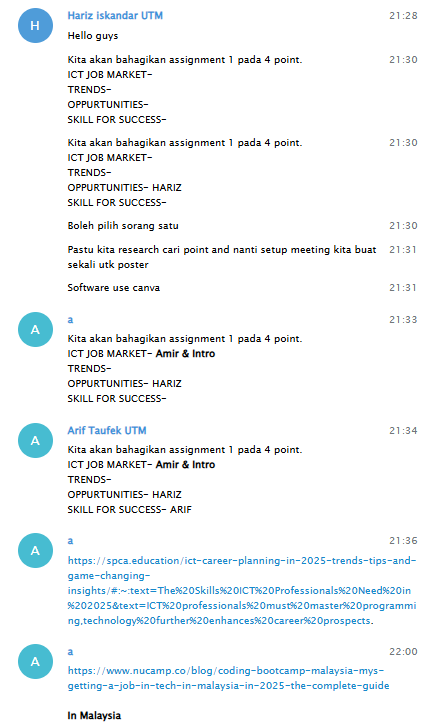 H
Hariz iskandar UTM 21:28
Hello guys
Kita akan bahagikan assignment 1 pada 4 point. 21:30
ICT JOB MARKET-
TRENDS-
OPPURTUNITIES-
SKILL FOR SUCCESS-
Kita akan bahagikan assignment 1 pada 4 point. 21:30
ICT JOB MARKET-
TRENDS-
OPPURTUNITIES- HARIZ
SKILL FOR SUCCESS-
Boleh pilih sorang satu 21:30
Pastu kita research cari point and nanti setup meeting kita buat 21:31
sekali utk poster
Software use canva 21:31
A
a 21:33
Kita akan bahagikan assignment 1 pada 4 point.
ICT JOB MARKET- Amir & Intro
TRENDS-
OPPURTUNITIES- HARIZ
SKILL FOR SUCCESS-
A
Arif Taufek UTM 21:34
Kita akan bahagikan assignment 1 pada 4 point.
ICT JOB MARKET- Amir & Intro
TRENDS-
OPPURTUNITIES- HARIZ
SKILL FOR SUCCESS- ARIF
A
a 21:36
https://spca.education/ict-career-planning-in-2025-trends-tips-and-
game-changing-
insights/#:~:text=The%20Skills%20ICT%20Professionals%20Need%20in
%202025&text=ICT%20professionals%20must%20master%20programmi
ng,technology%20further%20enhances%20career%20prospects.
A
a 22:00
https://www.nucamp.co/blog/coding-bootcamp-malaysia-mys-
getting-a-job-in-tech-in-malaysia-in-2025-the-complete-guide
In Malaysia